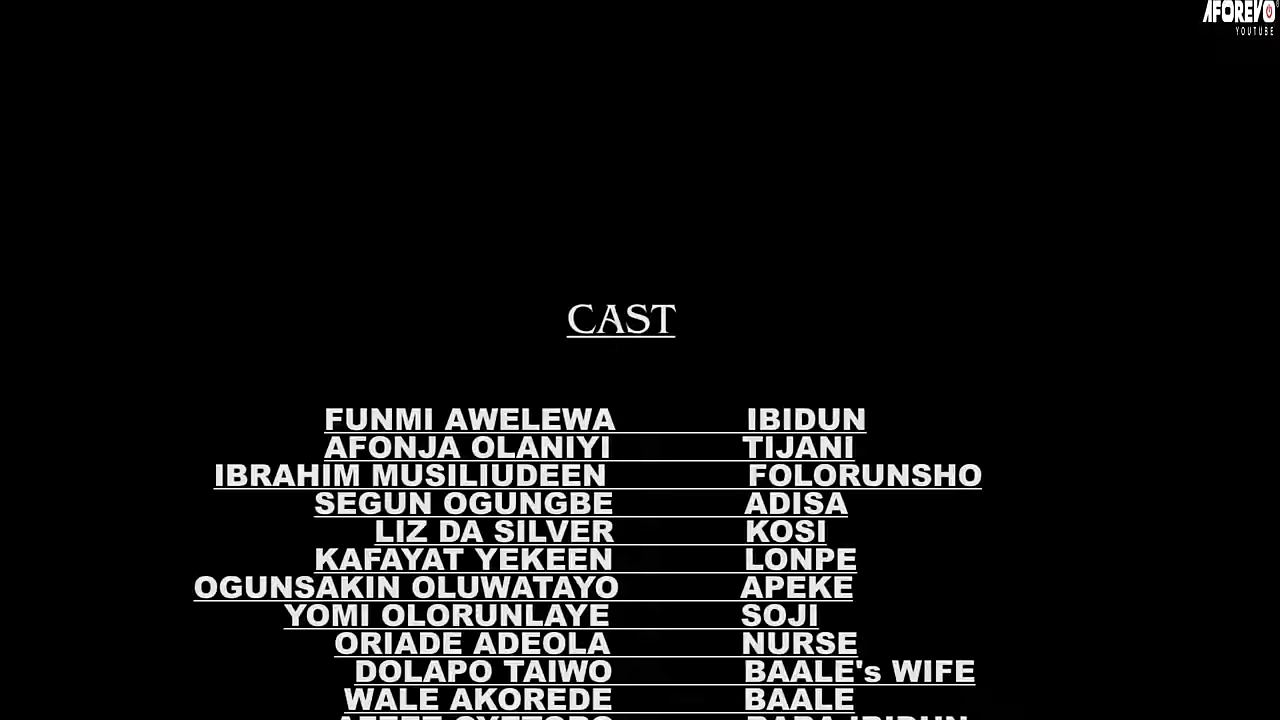 AFOREVO
YOUTUBE
CAST
FUNMI AWELEWA IBIDUN
AFONJA OLANIYI TIJANI
IBRAHIM MUSILIUDEEN FOLORUNSHO
SEGUN OGUNGBE ADISA
LIZ DA SILVER KOSI
KAFAYAT YEKEEN LONPE
OGUNSAKIN OLUWATAYO APEKE
YOMI OLORUNLAYE SOJI
ORIADE ADEOLA NURSE
DOLAPO TAIWO BAALE's WIFE
WALE AKOREDE BAALE
IBIDUN